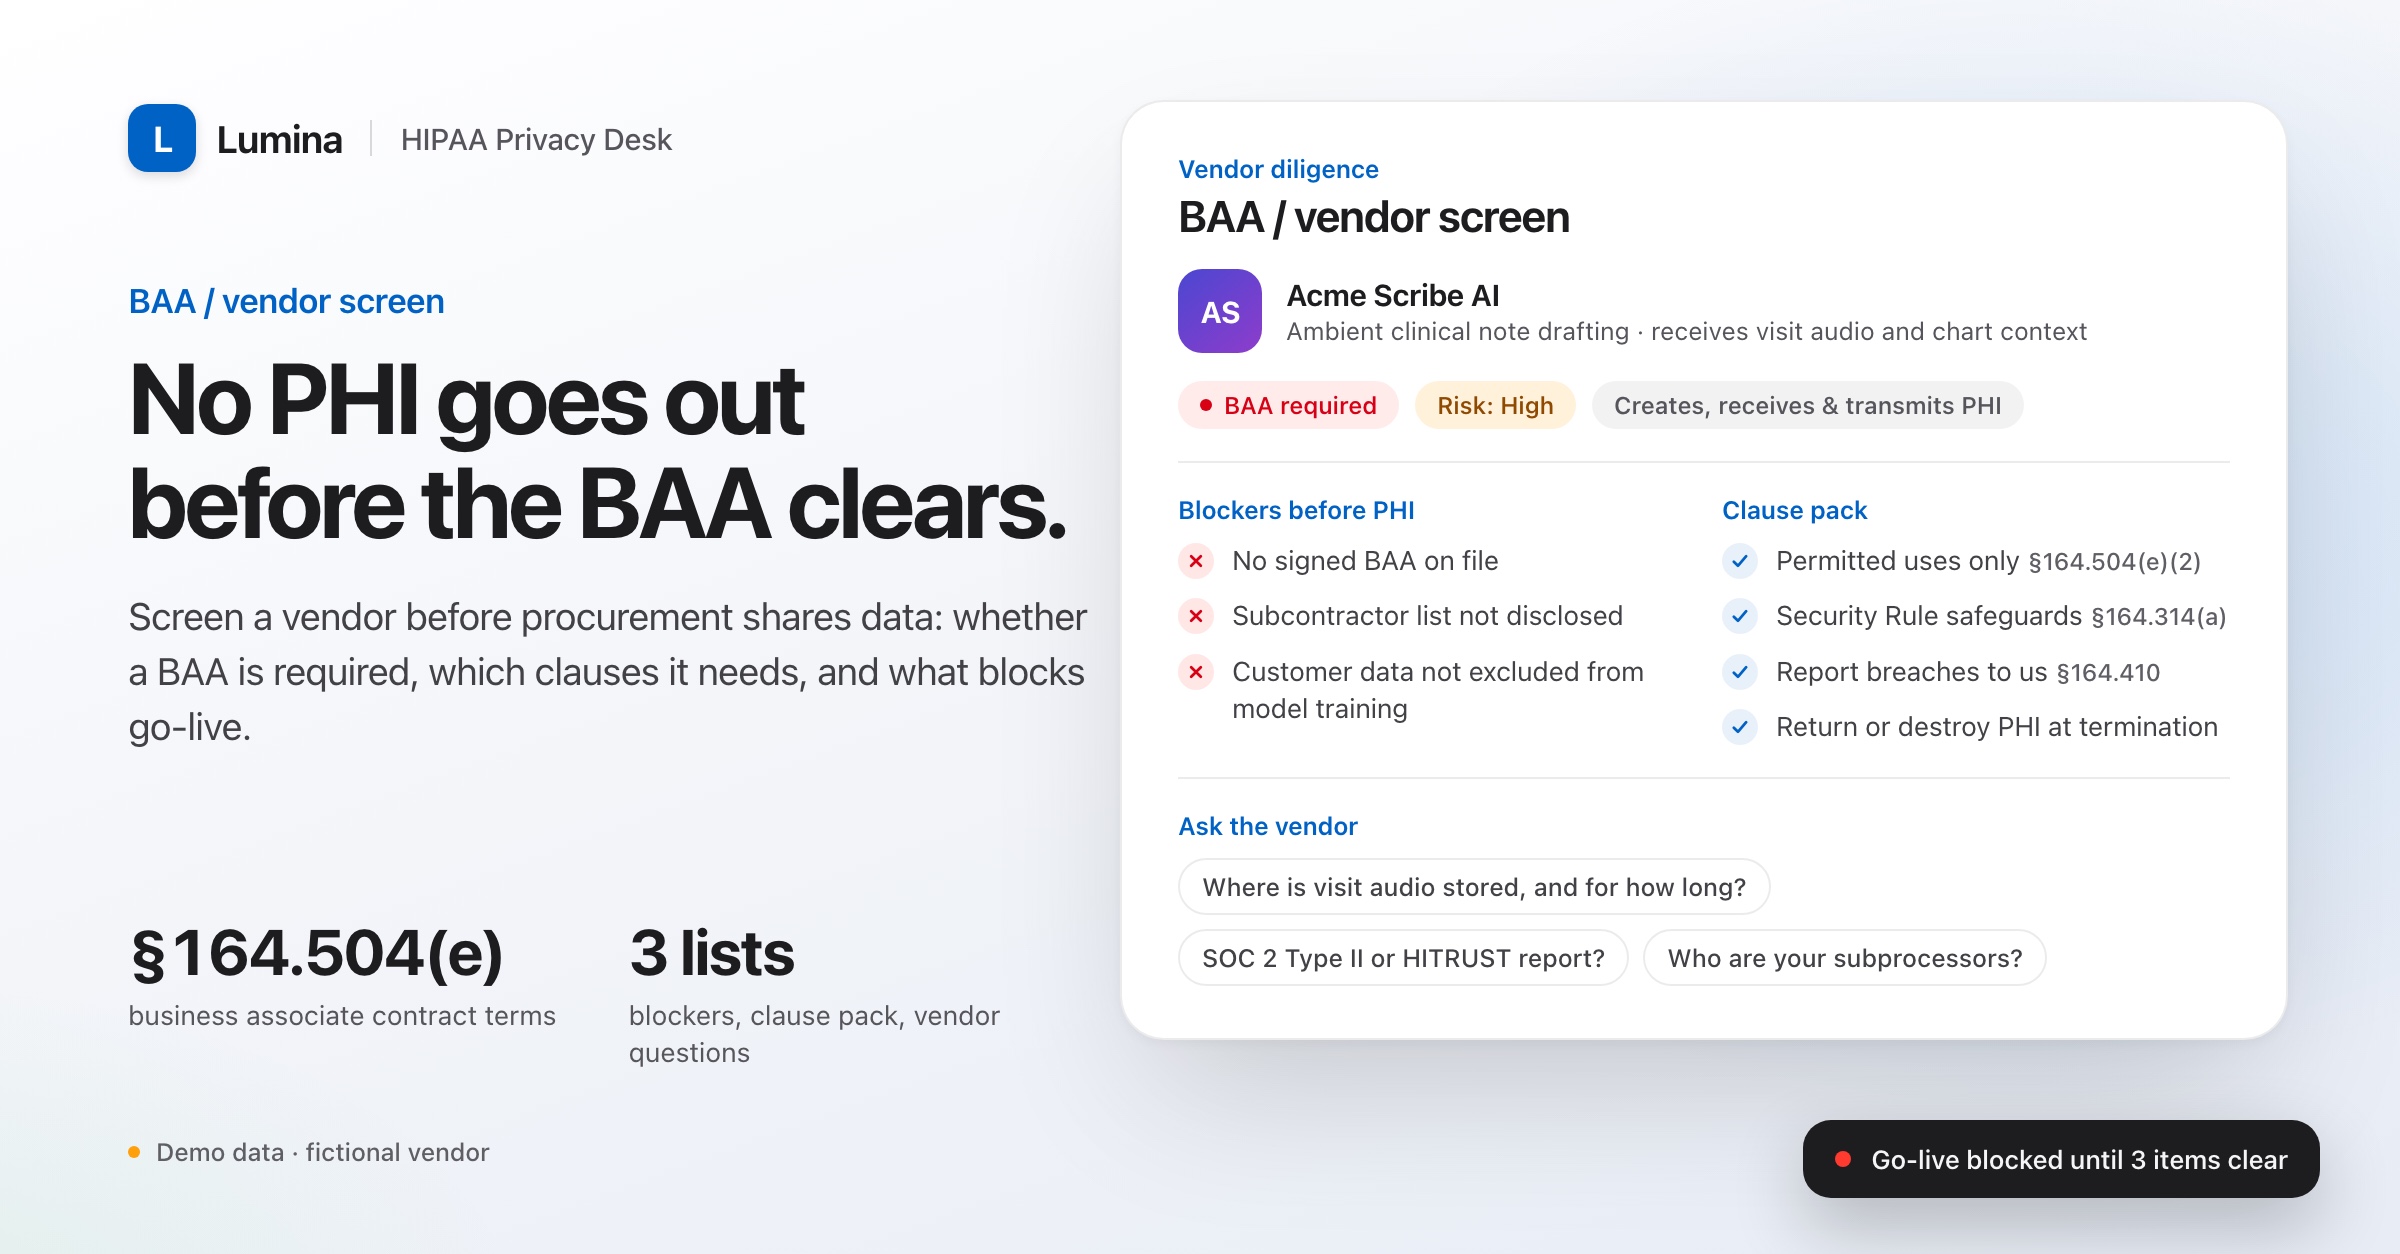 L
Lumina
HIPAA Privacy Desk
BAA / vendor screen
No PHI goes out
before the BAA clears.
Screen a vendor before procurement shares data: whether
a BAA is required, which clauses it needs, and what blocks
go-live.
§164.504(e)
business associate contract terms
3 lists
blockers, clause pack, vendor
questions
Demo data · fictional vendor
Vendor diligence
BAA / vendor screen
AS
Acme Scribe AI
Ambient clinical note drafting · receives visit audio and chart context
BAA required
Risk: High
Creates, receives & transmits PHI
Blockers before PHI
No signed BAA on file
Subcontractor list not disclosed
Customer data not excluded from
model training
Clause pack
Permitted uses only §164.504(e)(2)
Security Rule safeguards §164.314(a)
Report breaches to us §164.410
Return or destroy PHI at termination
Ask the vendor
Where is visit audio stored, and for how long?
SOC 2 Type II or HITRUST report?
Who are your subprocessors?
Go-live blocked until 3 items clear